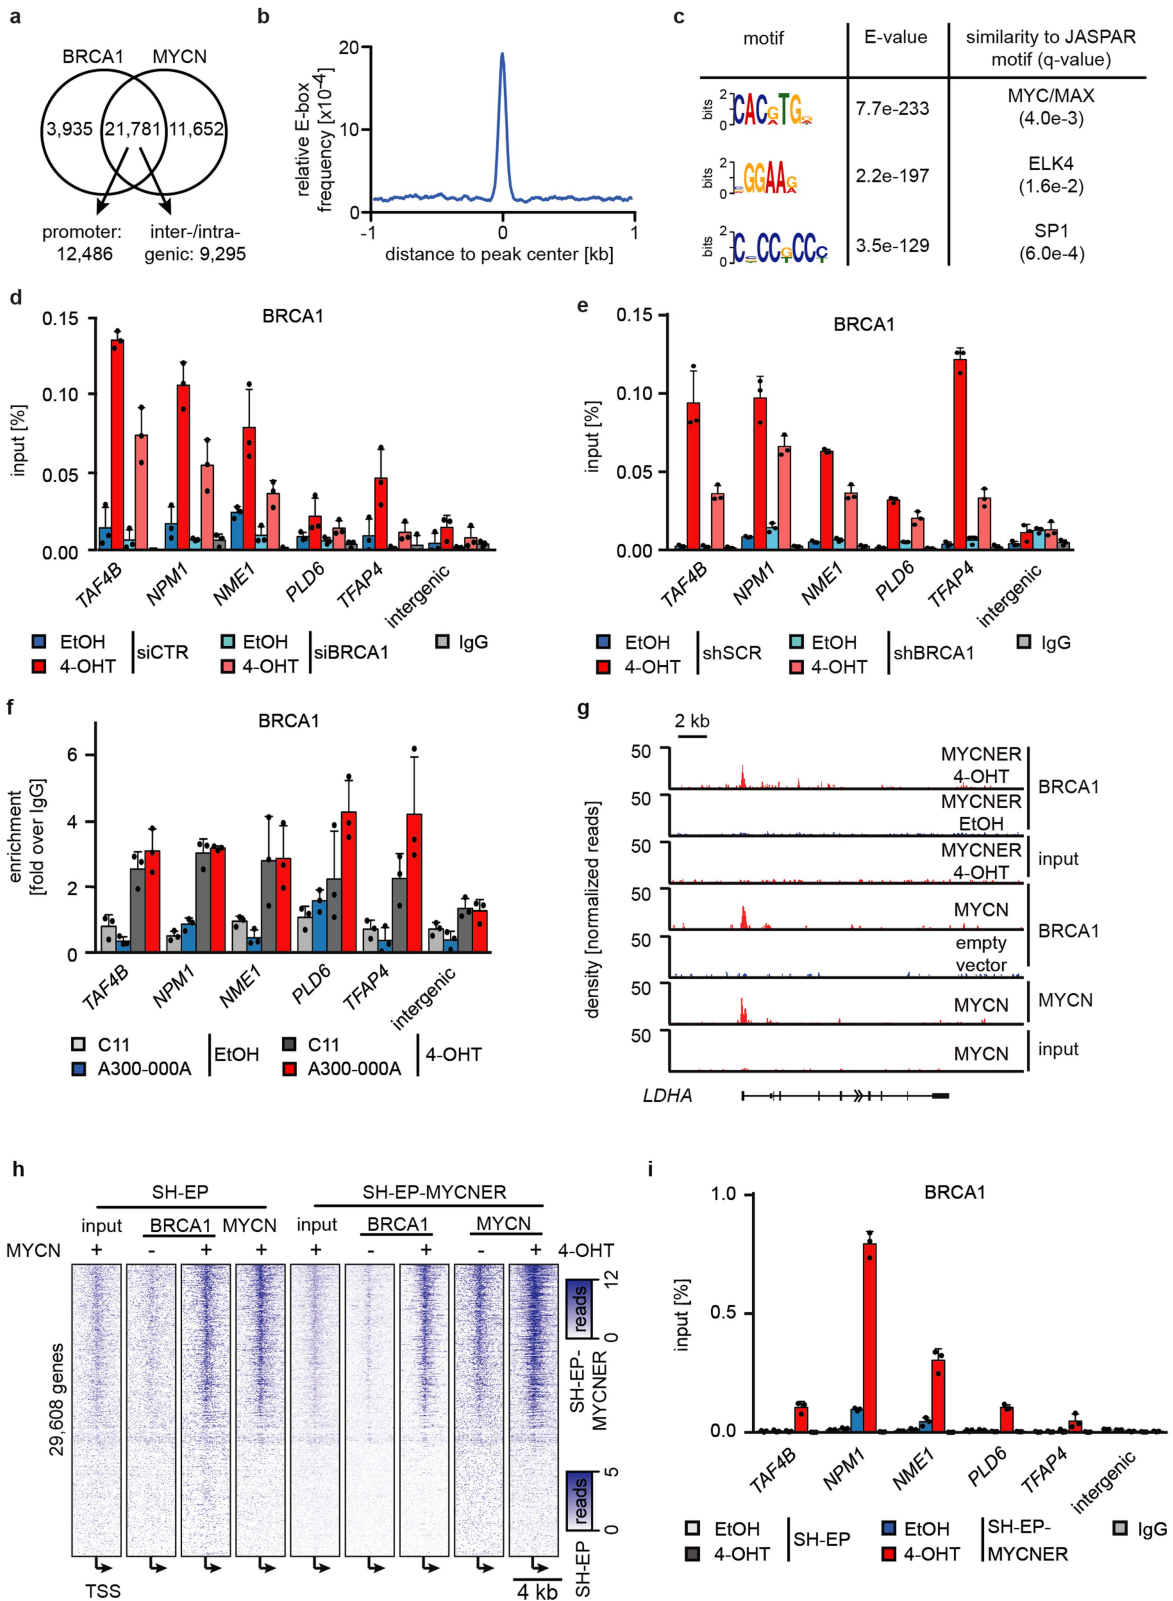 a
BRCA1 MYCN
3,935 21,781 11,652
promoter: 12,486
inter-/intra-
genic: 9,295
b
relative E-box
frequency [x10-4]
20
10
0
-1 0 1
distance to peak center [kb]
c
motif E-value similarity to JASPAR
motif (q-value)
bits 2 0 CACGTG 7.7e-233 MYC/MAX
(4.0e-3)
bits 2 0 GGAAG 2.2e-197 ELK4
(1.6e-2)
bits 2 0 3.5e-129 SP1
(6.0e-4)
d
BRCA1
input [%]
0.15
0.10
0.05
0.00
TAF4B NPM1 NME1 PLD6 TFAP4 intergenic
EtOH EtOH IgG
siCTR siBRCA1
4-OHT 4-OHT
e
BRCA1
input [%]
0.15
0.10
0.05
0.00
TAF4B NPM1 NME1 PLD6 TFAP4 intergenic
EtOH EtOH IgG
shSCR shBRCA1
4-OHT 4-OHT
f
BRCA1
enrichment
[fold over IgG]
6
4
2
0
TAF4B NPM1 NME1 PLD6 TFAP4 intergenic
C11 C11
EtOH 4-OHT
A300-000A A300-000A
g
2 kb
density [normalized reads]
50 MYCNER
4-OHT
50 MYCNER
EtOH
BRCA1
50 MYCNER
4-OHT
input
50 MYCN
50 empty
vector
BRCA1
50 MYCN MYCN
50 MYCN input
LDHA
h
SH-EP SH-EP-MYCNER
input BRCA1 MYCN input BRCA1 MYCN
MYCN + - + + + - + - + 4-OHT
29,608 genes
12
reads
0
SH-EP-
MYCNER
5
reads
0
SH-EP
TSS 4 kb
i
BRCA1
input [%]
1.0
0.5
0.0
TAF4B NPM1 NME1 PLD6 TFAP4 intergenic
EtOH EtOH IgG
SH-EP SH-EP-
MYCNER
4-OHT 4-OHT